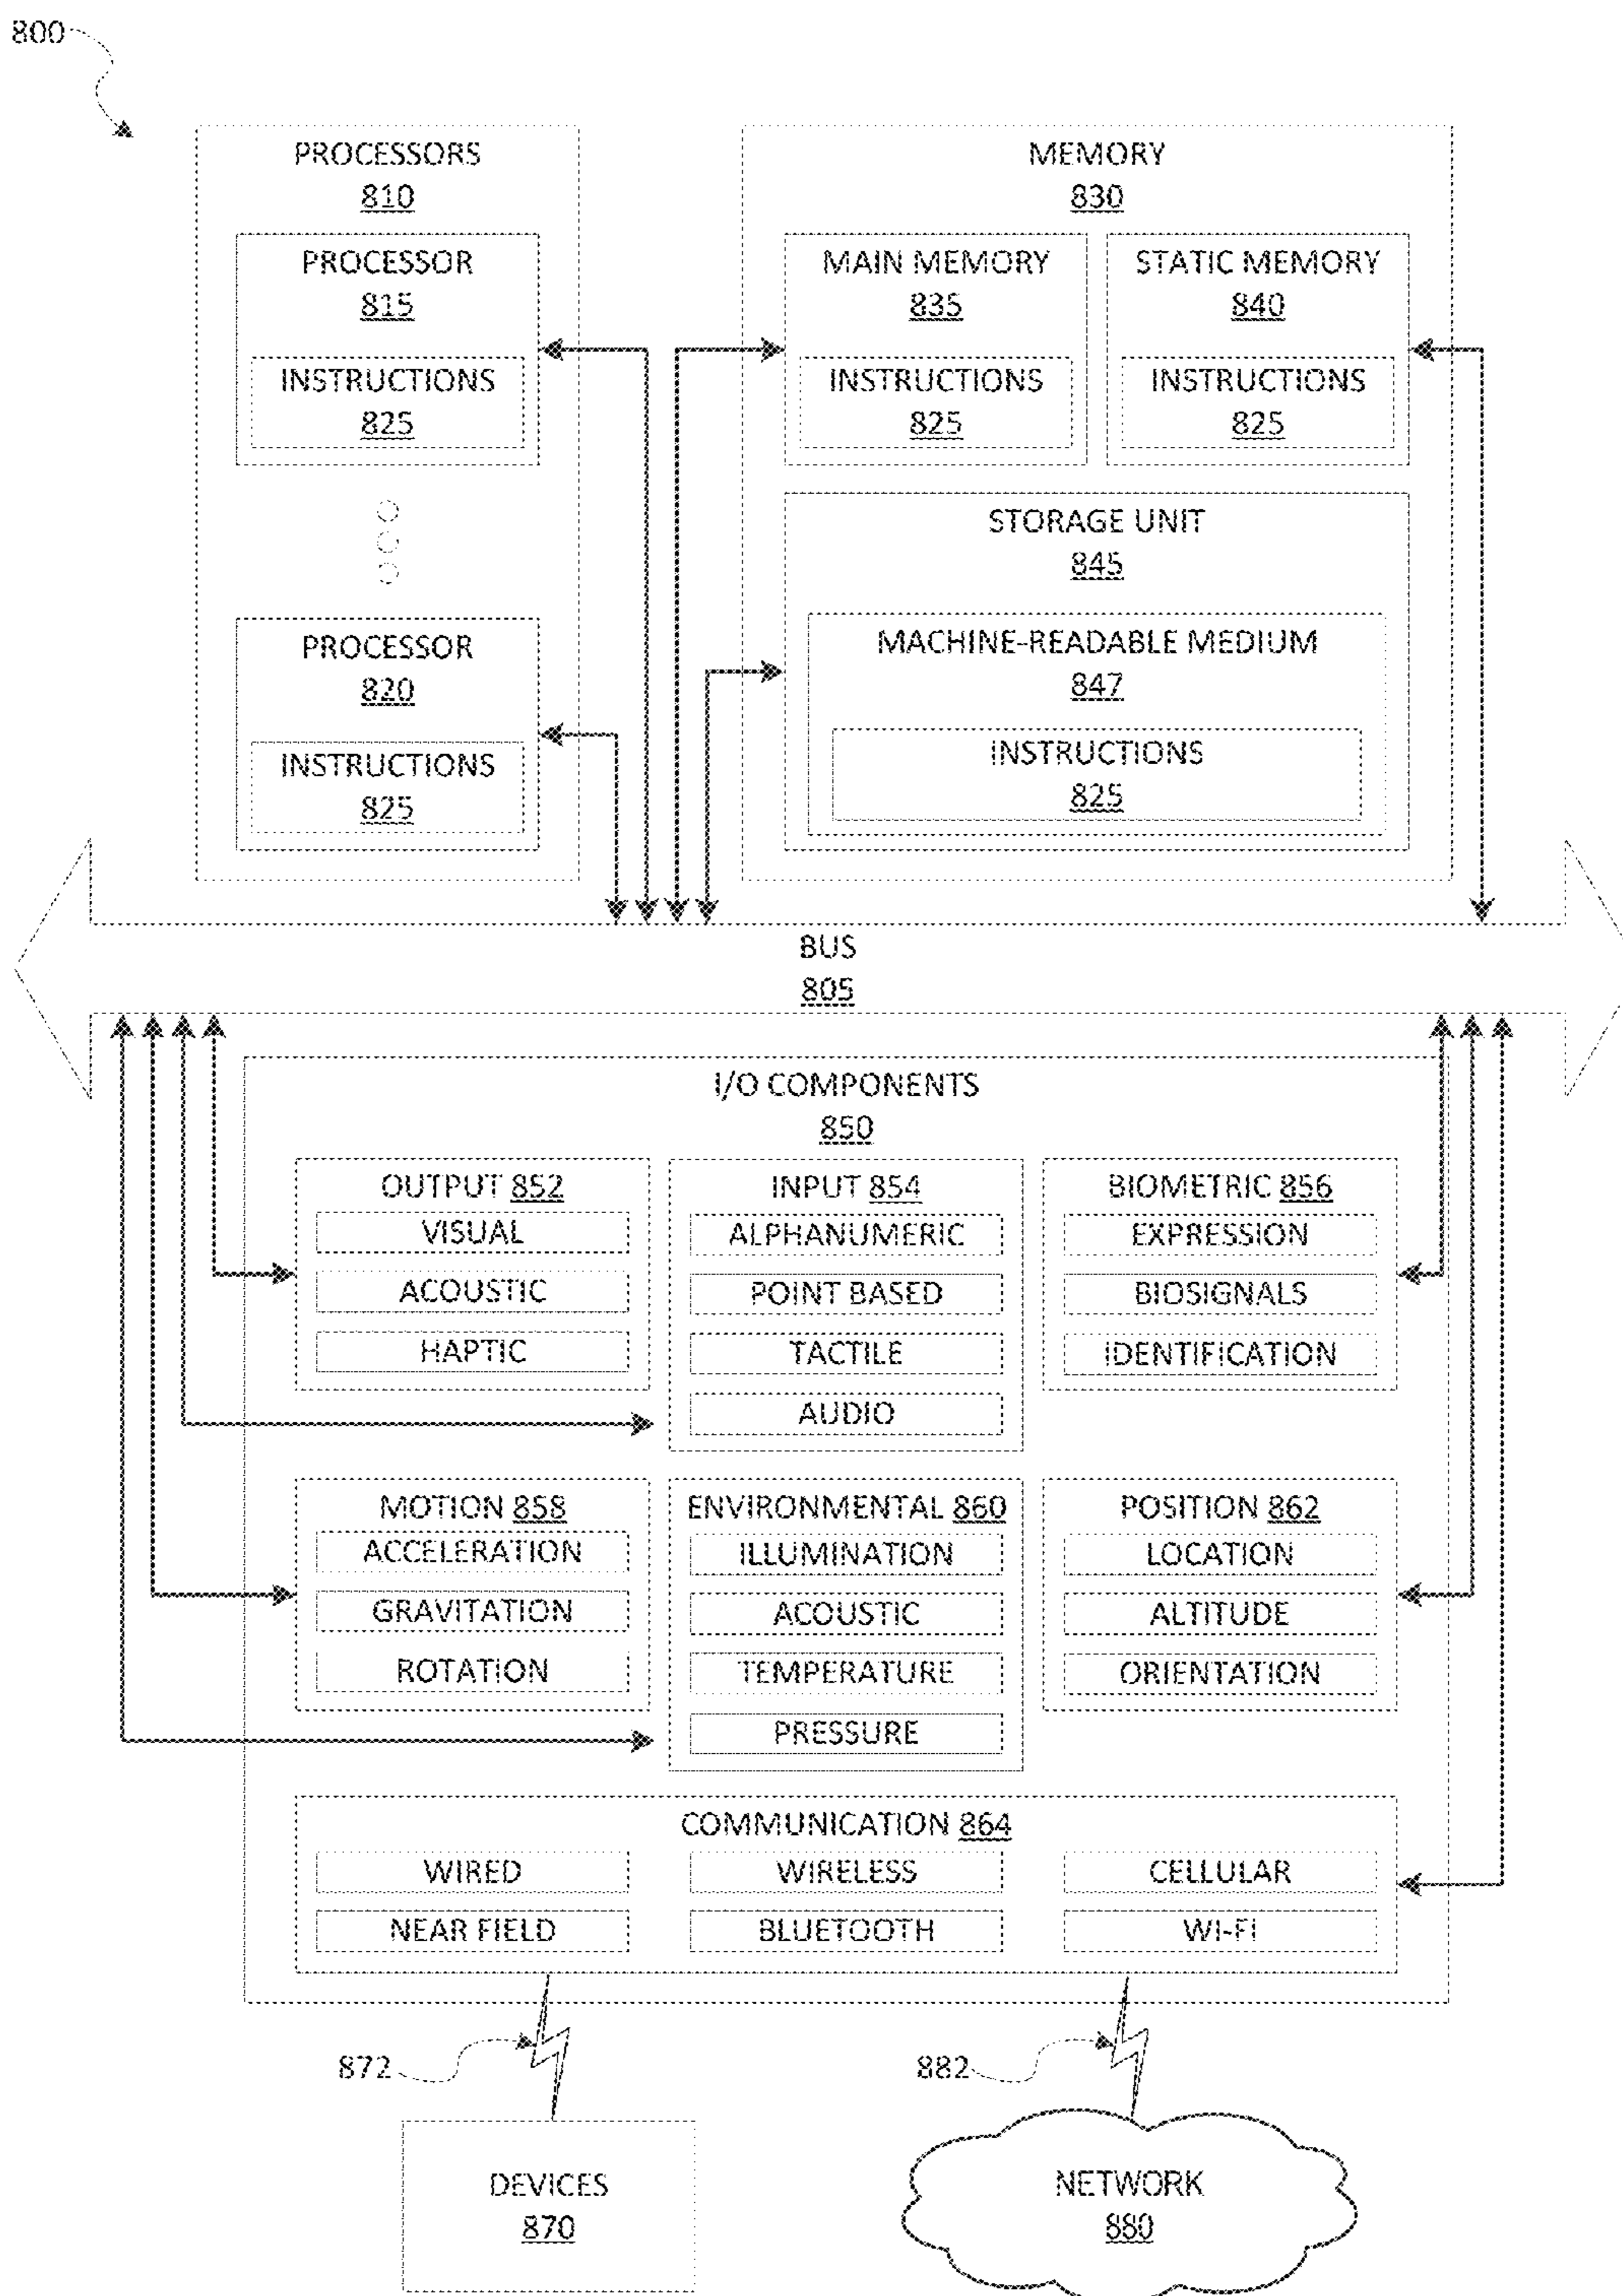 800
PROCESSORS
810
PROCESSOR
815
INSTRUCTIONS
825
PROCESSOR
820
INSTRUCTIONS
825
MEMORY
830
MAIN MEMORY
835
INSTRUCTIONS
825
STATIC MEMORY
840
INSTRUCTIONS
825
STORAGE UNIT
845
MACHINE-READABLE MEDIUM
847
INSTRUCTIONS
825
BUS
805
I/O COMPONENTS
850
OUTPUT 852
VISUAL
ACOUSTIC
HAPTIC
INPUT 854
ALPHANUMERIC
POINT BASED
TACTILE
AUDIO
BIOMETRIC 856
EXPRESSION
BIOSIGNALS
IDENTIFICATION
MOTION 858
ACCELERATION
GRAVITATION
ROTATION
ENVIRONMENTAL 860
ILLUMINATION
ACOUSTIC
TEMPERATURE
PRESSURE
POSITION 862
LOCATION
ALTITUDE
ORIENTATION
COMMUNICATION 864
WIRED
WIRELESS
CELLULAR
NEAR FIELD
BLUETOOTH
WI-FI
872
882
DEVICES
870
NETWORK
880